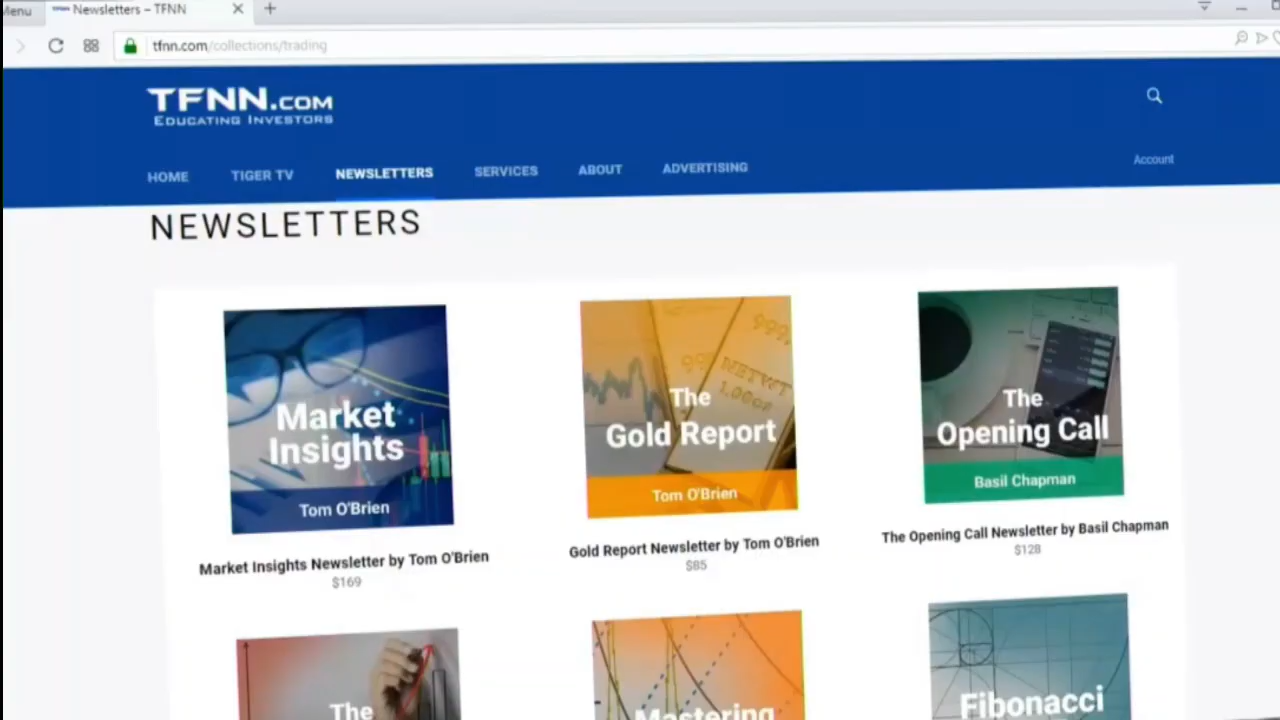 Menu
Newsletters – TFNN
tfnn.com/collections/trading
TFNN.COM
EDUCATING INVESTORS
HOME TIGER TV NEWSLETTERS SERVICES ABOUT ADVERTISING
Account
NEWSLETTERS
Market
Insights
Tom O'Brien
Market Insights Newsletter by Tom O'Brien
$169
The
Gold Report
Tom O'Brien
Gold Report Newsletter by Tom O'Brien
$85
The
Opening Call
Basil Chapman
The Opening Call Newsletter by Basil Chapman
$128
The
Mastering
Fibonacci